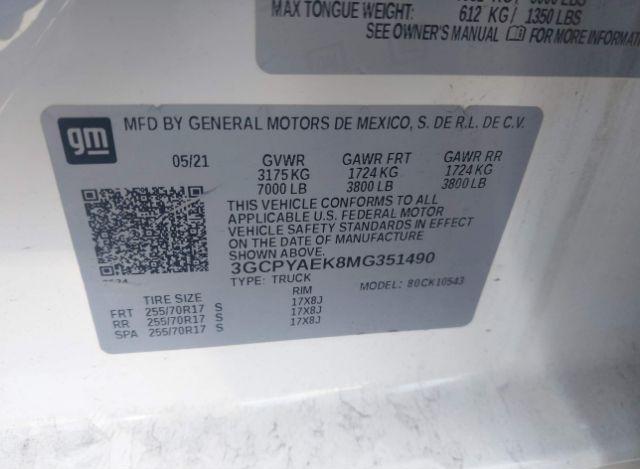 MAX TONGUE WEIGHT: 612 KG / 1350 LBS
SEE OWNER'S MANUAL FOR MORE INFORMAT
gm
MFD BY GENERAL MOTORS DE MEXICO, S. DE R.L. DE C.V.
05/21 GVWR GAWR FRT GAWR RR
3175 KG 1724 KG 1724 KG
7000 LB 3800 LB 3800 LB
THIS VEHICLE CONFORMS TO ALL
APPLICABLE U.S. FEDERAL MOTOR
VEHICLE SAFETY STANDARDS IN EFFECT
ON THE DATE OF MANUFACTURE
SHOWN ABOVE.
3GCPYAEK8MG351490
TYPE: TRUCK MODEL: 80CK10543
TIRE SIZE RIM
FRT 255/70R17 S 17X8J
RR 255/70R17 S 17X8J
SPA 255/70R17 S 17X8J